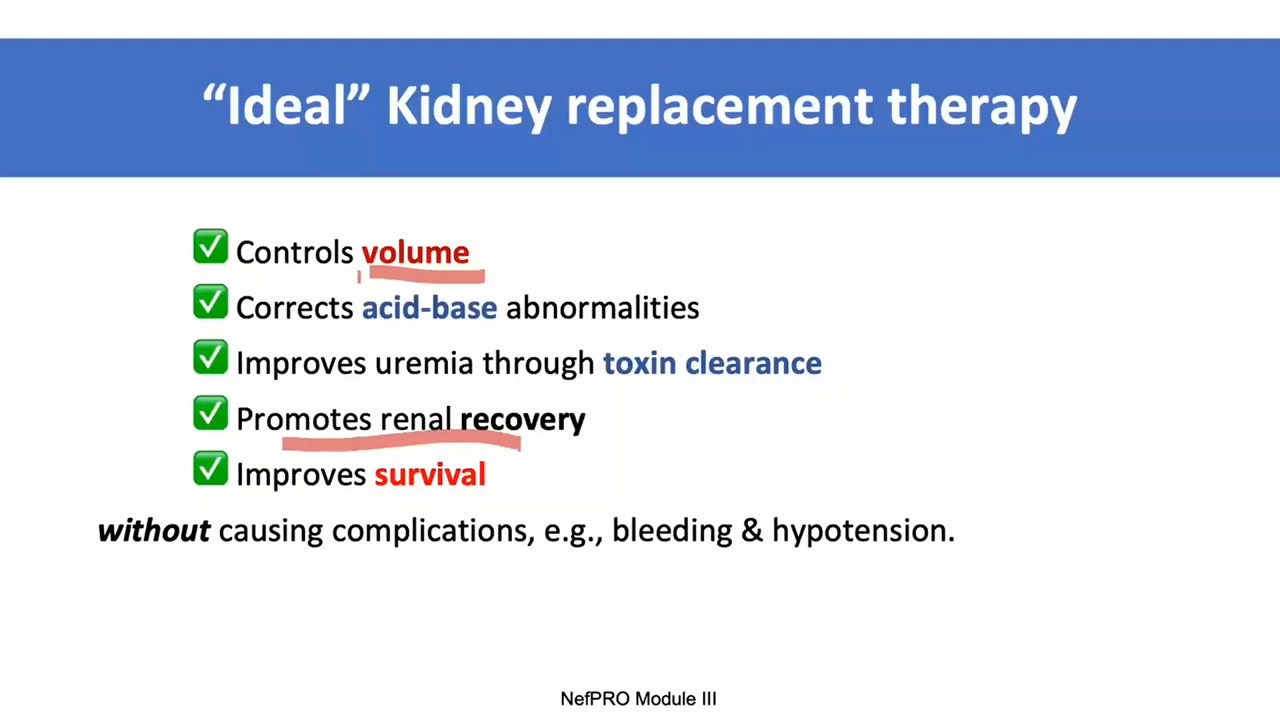 “Ideal” Kidney replacement therapy
✅ Controls volume
✅ Corrects acid-base abnormalities
✅ Improves uremia through toxin clearance
✅ Promotes renal recovery
✅ Improves survival
without causing complications, e.g., bleeding & hypotension.
NefPRO Module III